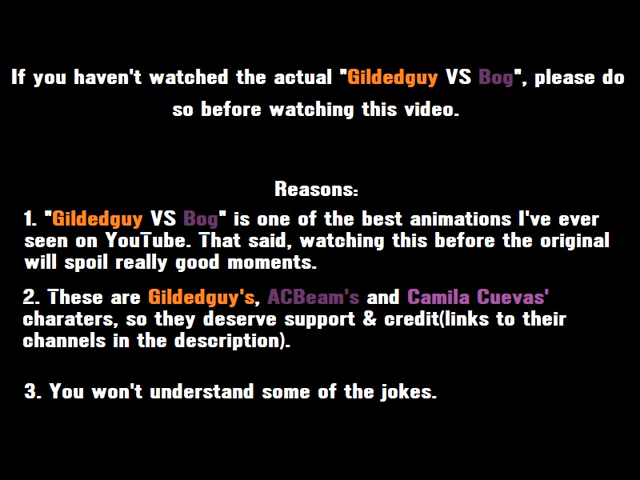 If you haven't watched the actual "Gildedguy VS Bog", please do
so before watching this video.
Reasons:
1. "Gildedguy VS Bog" is one of the best animations I've ever
seen on YouTube. That said, watching this before the original
will spoil really good moments.
2. These are Gildedguy's, ACBeam's and Camila Cuevas'
charaters, so they deserve support & credit(links to their
channels in the description).
3. You won't understand some of the jokes.